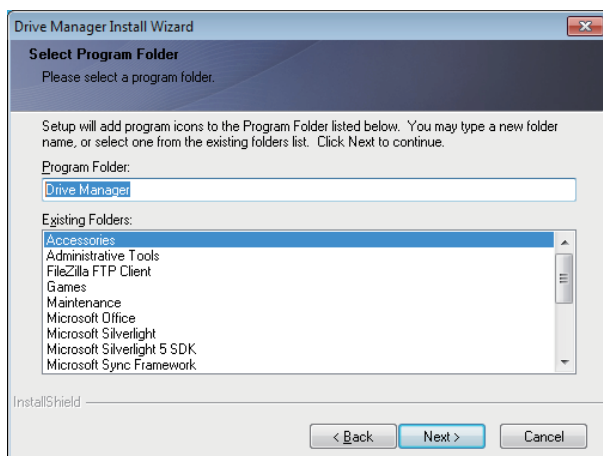 Drive Manager Install Wizard
Select Program Folder
Please select a program folder.
Setup will add program icons to the Program Folder listed below. You may type a new folder
name, or select one from the existing folders list. Click Next to continue.
Program Folder:
Drive Manager
Existing Folders:
Accessories
Administrative Tools
FileZilla FTP Client
Games
Maintenance
Microsoft Office
Microsoft Silverlight
Microsoft Silverlight 5 SDK
Microsoft Sync Framework
InstallShield
< Back Next > Cancel